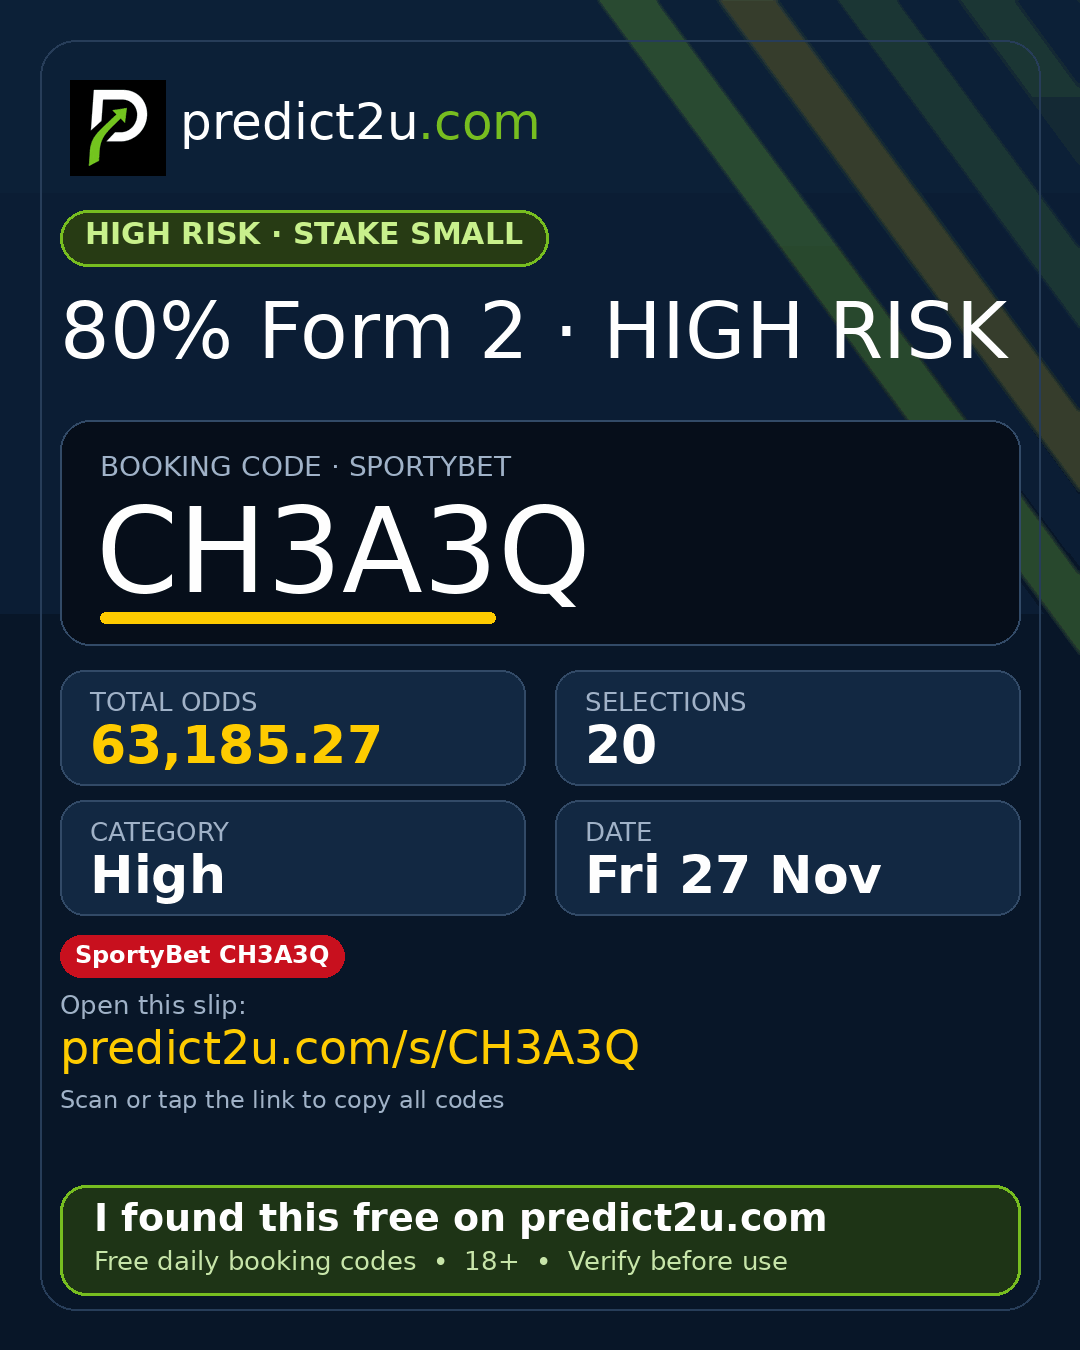 predict2u.com
HIGH RISK · STAKE SMALL
80% Form 2 · HIGH RISK
BOOKING CODE · SPORTYBET
CH3A3Q
TOTAL ODDS
63,185.27
SELECTIONS
20
CATEGORY
High
DATE
Fri 27 Nov
SportyBet CH3A3Q
Open this slip:
predict2u.com/s/CH3A3Q
Scan or tap the link to copy all codes
I found this free on predict2u.com
Free daily booking codes • 18+ • Verify before use